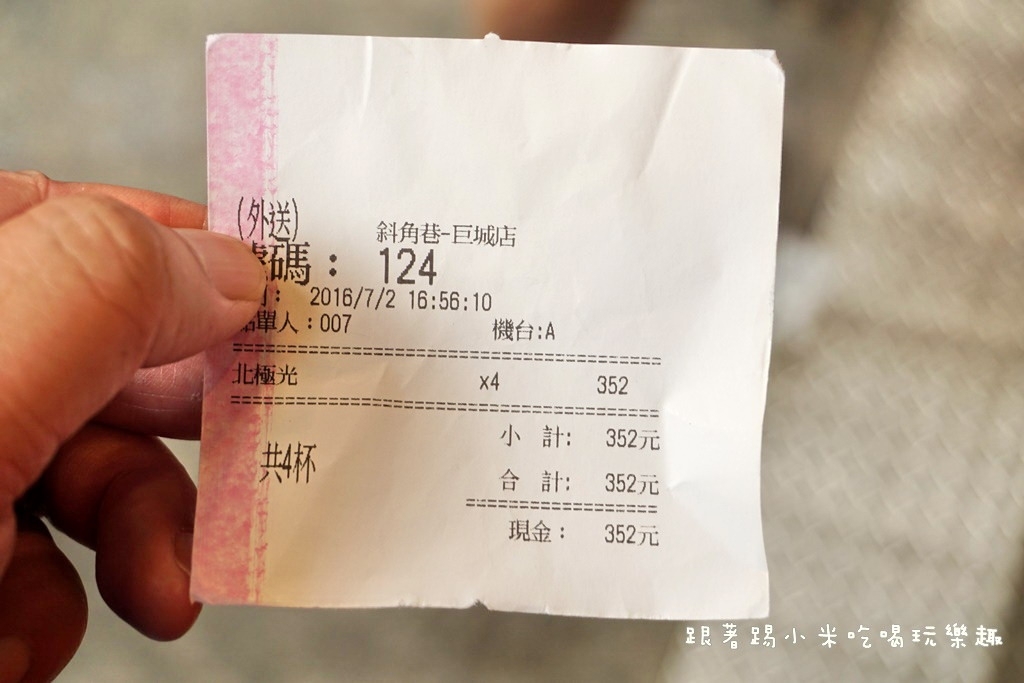 (外送)
斜角巷-巨城店
號碼： 124
： 2016/7/2 16:56:10
點單人：007 機台:A
北極光 x4 352
小 計: 352元
共4杯
合 計: 352元
現金： 352元
跟著踢小米吃喝玩樂趣